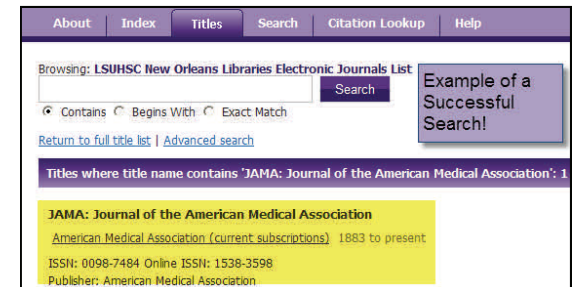 About Index Titles Search Citation Lookup Help
Browsing: LSUHSC New Orleans Libraries Electronic Journals List
Search
Contains Begins With Exact Match
Return to full title list | Advanced search
Example of a
Successful
Search!
Titles where title name contains 'JAMA: Journal of the American Medical Association': 1
JAMA: Journal of the American Medical Association
American Medical Association (current subscriptions) 1883 to present
ISSN: 0098-7484 Online ISSN: 1538-3598
Publisher: American Medical Association